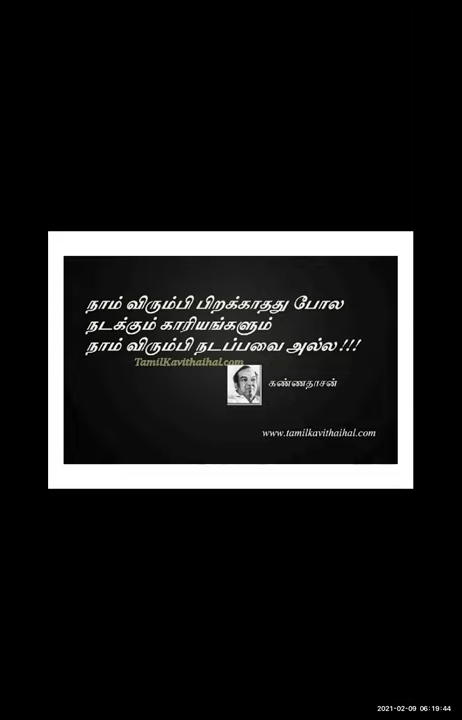 நாம் விரும்பி பிறக்காதது போல
நடக்கும் காரியங்களும்
நாம் விரும்பி நடப்பவை அல்ல !!!
TamilKavithaihal.com
கண்ணதாசன்
www.tamilkavithaihal.com
2021-02-09 06:19:44